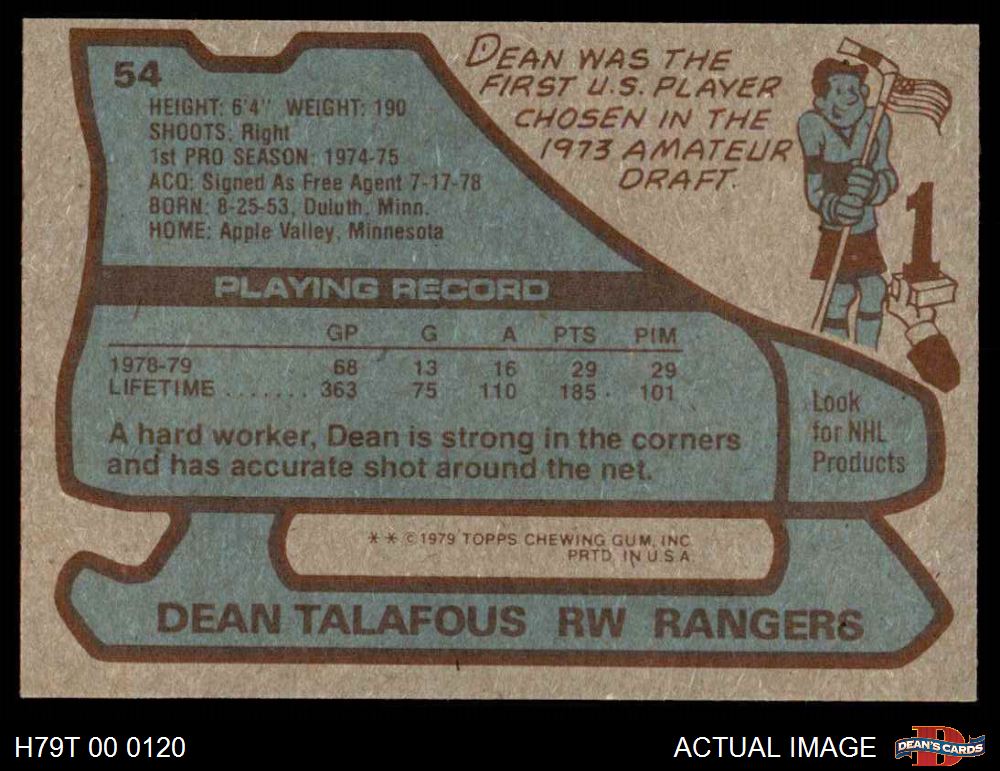 54
HEIGHT: 6'4" WEIGHT: 190
SHOOTS: Right
1st PRO SEASON: 1974-75
ACQ: Signed As Free Agent 7-17-78
BORN: 8-25-53, Duluth, Minn.
HOME: Apple Valley, Minnesota
DEAN WAS THE
FIRST U.S. PLAYER
CHOSEN IN THE
1973 AMATEUR
DRAFT.
1
PLAYING RECORD
GP G A PTS PIM
1978-79 68 13 16 29 29
LIFETIME ....... 363 75 110 185 101
A hard worker, Dean is strong in the corners
and has accurate shot around the net.
Look
for NHL
Products
* * © 1979 TOPPS CHEWING GUM, INC.
PRTD. IN U.S.A.
DEAN TALAFOUS RW RANGERS
H79T 00 0120
ACTUAL IMAGE
D
DEAN'S CARDS